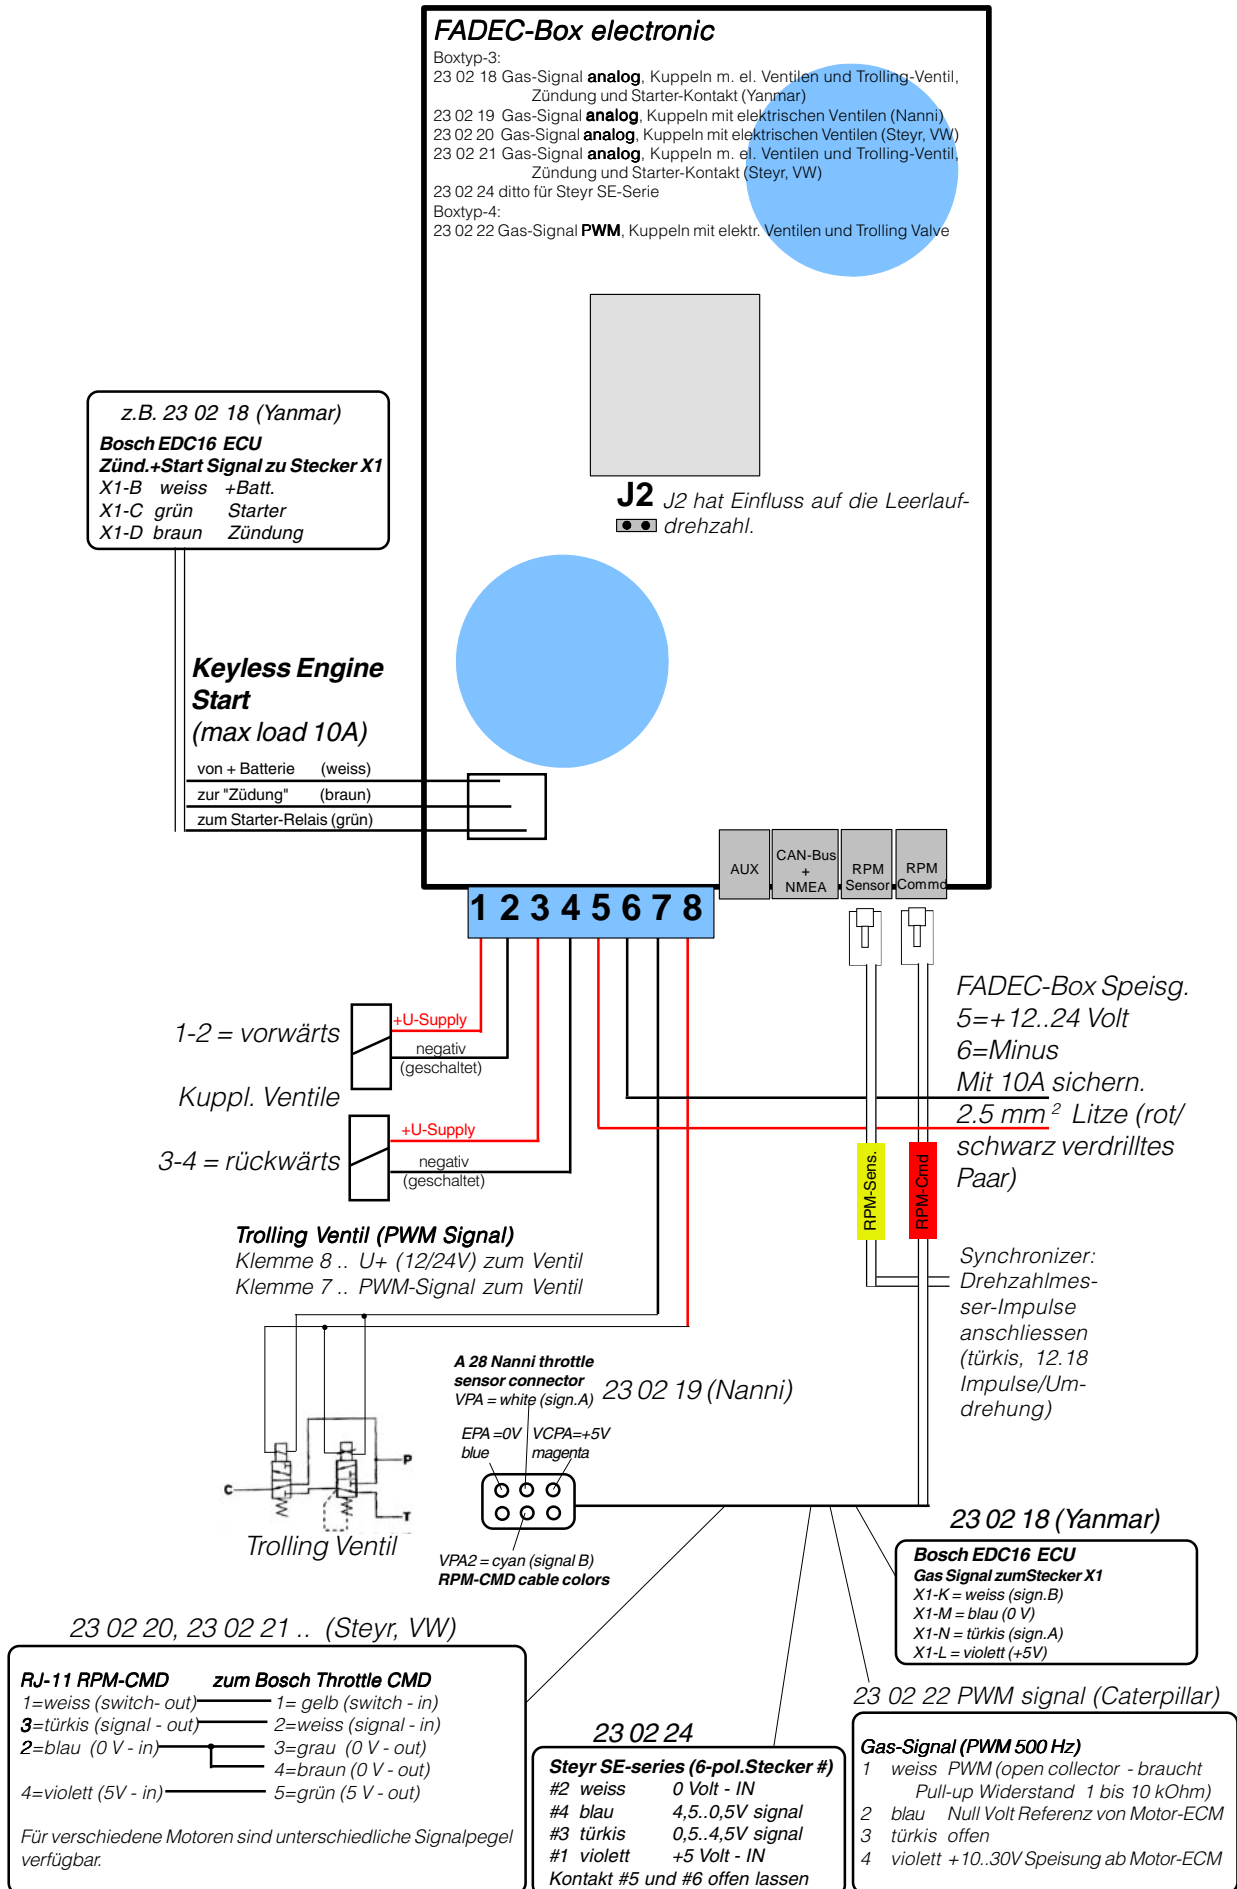 FADEC-Box electronic
Boxtyp-3:
23 02 18 Gas-Signal analog, Kuppeln m. el. Ventilen und Trolling-Ventil,
Zündung und Starter-Kontakt (Yanmar)
23 02 19 Gas-Signal analog, Kuppeln mit elektrischen Ventilen (Nanni)
23 02 20 Gas-Signal analog, Kuppeln mit elektrischen Ventilen (Steyr, VW)
23 02 21 Gas-Signal analog, Kuppeln m. el. Ventilen und Trolling-Ventil,
Zündung und Starter-Kontakt (Steyr, VW)
23 02 24 ditto für Steyr SE-Serie
Boxtyp-4:
23 02 22 Gas-Signal PWM, Kuppeln mit elektr. Ventilen und Trolling Valve
z.B. 23 02 18 (Yanmar)
Bosch EDC16 ECU
Zünd.+Start Signal zu Stecker X1
X1-B weiss +Batt.
X1-C grün Starter
X1-D braun Zündung
J2 J2 hat Einfluss auf die Leerlauf-
drehzahl.
Keyless Engine
Start
(max load 10A)
von + Batterie (weiss)
zur "Züdung" (braun)
zum Starter-Relais (grün)
AUX
CAN-Bus
+
NMEA
RPM
Sensor
RPM
Commd
1 2 3 4 5 6 7 8
1-2 = vorwärts
+U-Supply
negativ
(geschaltet)
Kuppl. Ventile
3-4 = rückwärts
+U-Supply
negativ
(geschaltet)
FADEC-Box Speisg.
5=+12..24 Volt
6=Minus
Mit 10A sichern.
2.5 mm² Litze (rot/
schwarz verdrilltes
Paar)
RPM-Sens.
RPM-Cmd
Trolling Ventil (PWM Signal)
Klemme 8 .. U+ (12/24V) zum Ventil
Klemme 7 .. PWM-Signal zum Ventil
Synchronizer:
Drehzahlmes-
ser-Impulse
anschliessen
(türkis, 12.18
Impulse/Um-
drehung)
A 28 Nanni throttle
sensor connector
VPA = white (sign.A)
23 02 19 (Nanni)
EPA =0V
blue
VCPA=+5V
magenta
VPA2 = cyan (signal B)
RPM-CMD cable colors
C
P
T
Trolling Ventil
23 02 18 (Yanmar)
Bosch EDC16 ECU
Gas Signal zumStecker X1
X1-K = weiss (sign.B)
X1-M = blau (0 V)
X1-N = türkis (sign.A)
X1-L = violett (+5V)
23 02 20, 23 02 21 .. (Steyr, VW)
RJ-11 RPM-CMD zum Bosch Throttle CMD
1=weiss (switch- out) 1= gelb (switch - in)
3=türkis (signal - out) 2=weiss (signal - in)
2=blau (0 V - in) 3=grau (0 V - out)
4=braun (0 V - out)
4=violett (5V - in) 5=grün (5 V - out)
Für verschiedene Motoren sind unterschiedliche Signalpegel
verfügbar.
23 02 24
Steyr SE-series (6-pol.Stecker #)
#2 weiss 0 Volt - IN
#4 blau 4,5..0,5V signal
#3 türkis 0,5..4,5V signal
#1 violett +5 Volt - IN
Kontakt #5 und #6 offen lassen
23 02 22 PWM signal (Caterpillar)
Gas-Signal (PWM 500 Hz)
1 weiss PWM (open collector - braucht
Pull-up Widerstand 1 bis 10 kOhm)
2 blau Null Volt Referenz von Motor-ECM
3 türkis offen
4 violett +10..30V Speisung ab Motor-ECM